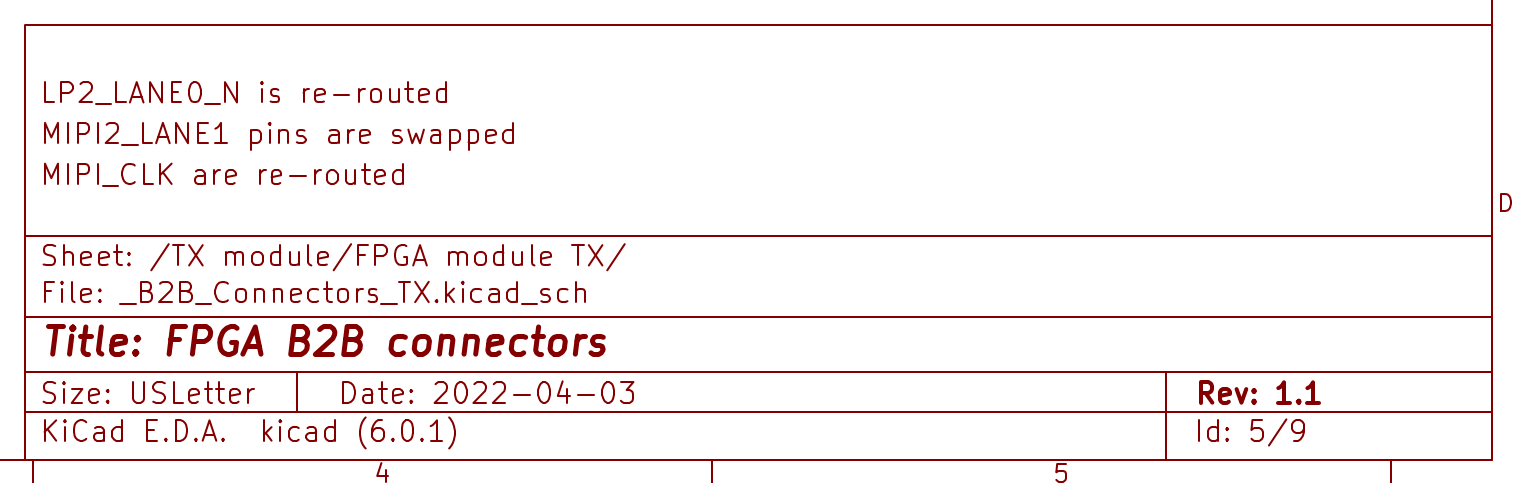 LP2_LANE0_N is re-routed
MIPI2_LANE1 pins are swapped
MIPI_CLK are re-routed
D
Sheet: /TX module/FPGA module TX/
File: _B2B_Connectors_TX.kicad_sch
Title: FPGA B2B connectors
Size: USLetter Date: 2022-04-03 Rev: 1.1
KiCad E.D.A. kicad (6.0.1) Id: 5/9
4 5